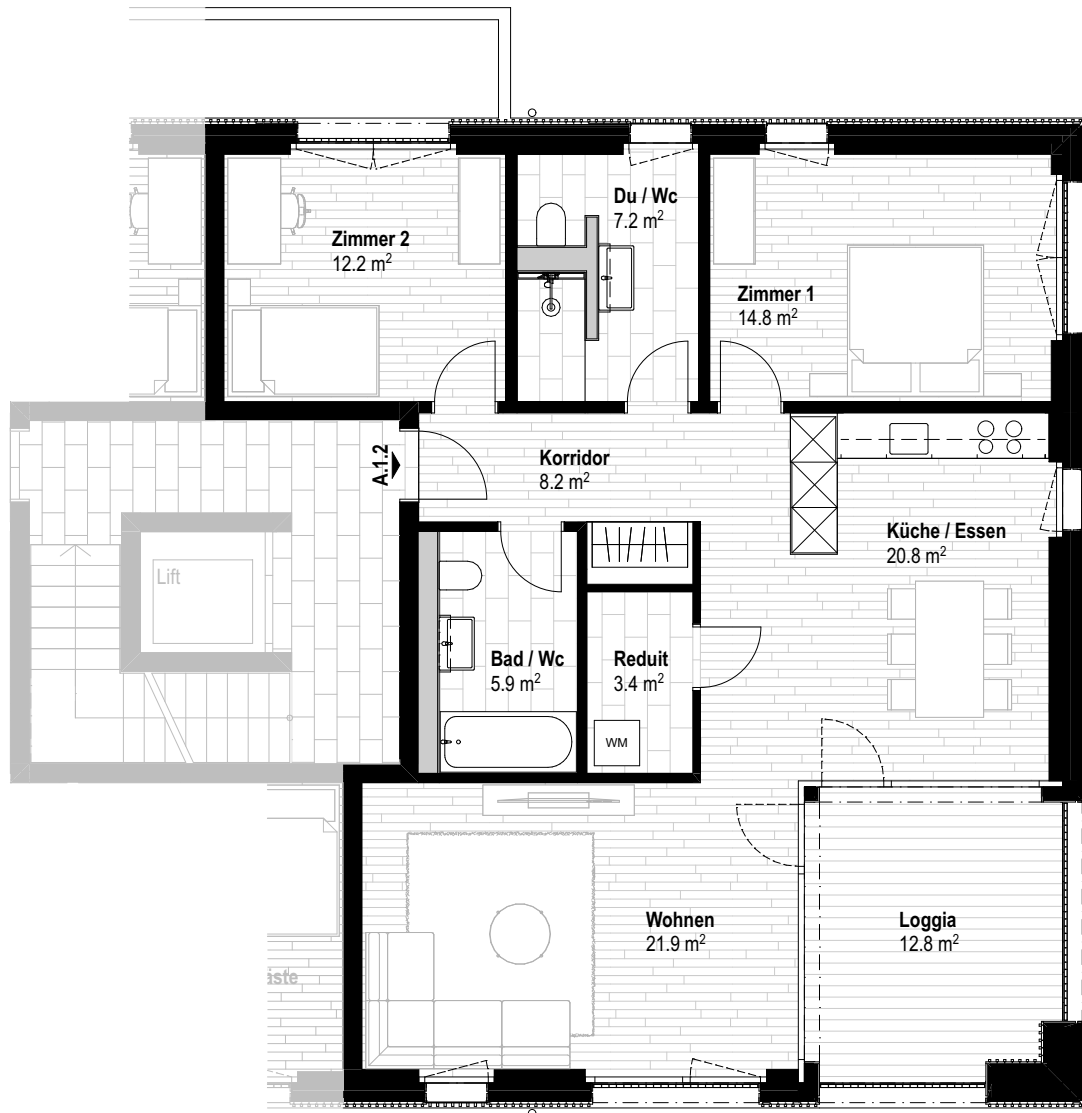 Du / Wc
7.2 m²
Zimmer 2
12.2 m²
Zimmer 1
14.8 m²
A.1.2
Korridor
8.2 m²
Küche / Essen
20.8 m²
Lift
Bad / Wc
5.9 m²
Reduit
3.4 m²
WM
Wohnen
21.9 m²
Loggia
12.8 m²
äste